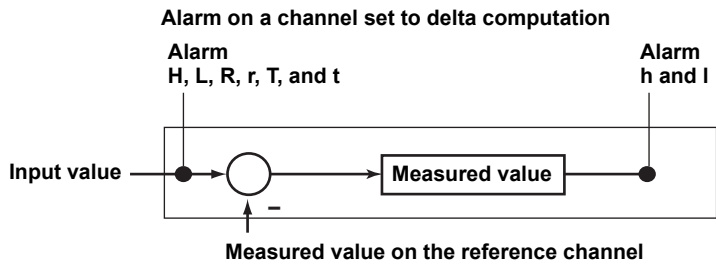 Alarm on a channel set to delta computation
Alarm
H, L, R, r, T, and t
Alarm
h and l
Input value
Measured value
–
Measured value on the reference channel